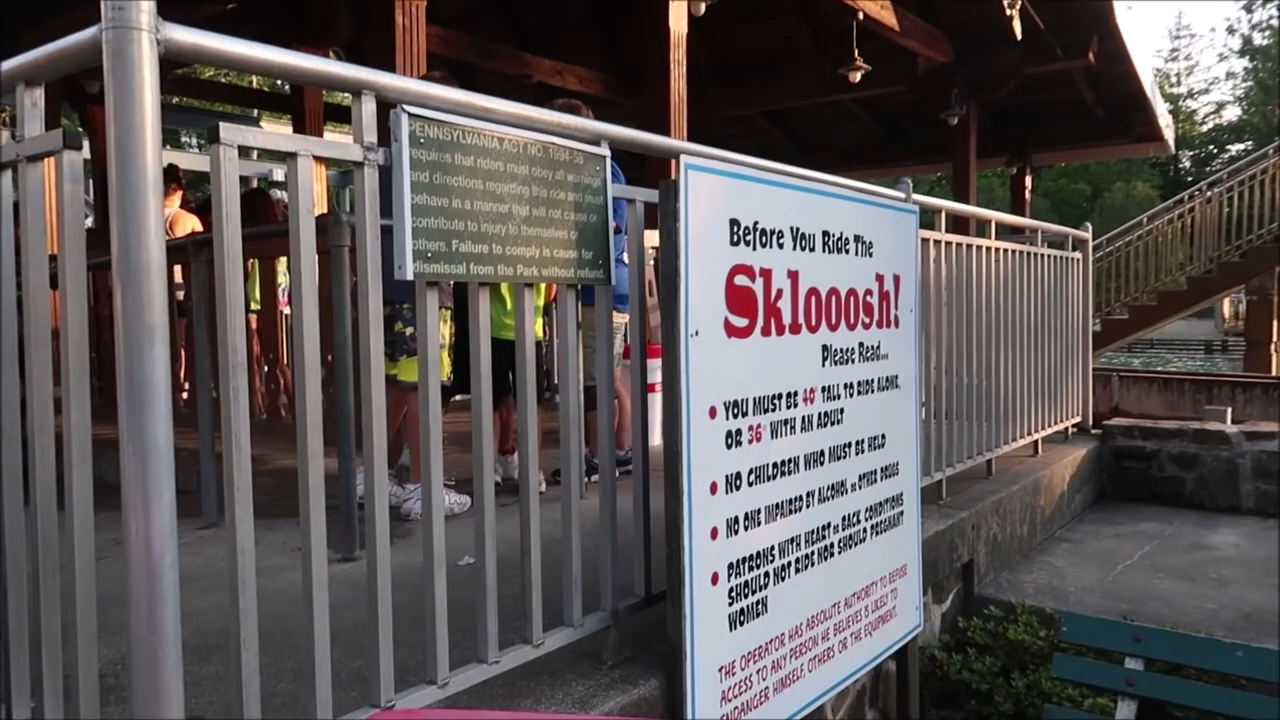 PENNSYLVANIA ACT NO. 1994-58
requires that riders must obey all warnings
and directions regarding this ride and must
behave in a manner that will not cause or
contribute to injury to themselves or
others. Failure to comply is cause for
dismissal from the Park without refund.
Before You Ride The
Sklooosh!
Please Read...
• YOU MUST BE 40" TALL TO RIDE ALONE,
OR 36" WITH AN ADULT
• NO CHILDREN WHO MUST BE HELD
• NO ONE IMPAIRED BY ALCOHOL OR OTHER DRUGS
• PATRONS WITH HEART OR BACK CONDITIONS
SHOULD NOT RIDE NOR SHOULD PREGNANT
WOMEN
THE OPERATOR HAS ABSOLUTE AUTHORITY TO REFUSE
ACCESS TO ANY PERSON HE BELIEVES IS LIKELY TO
ENDANGER HIMSELF, OTHERS OR THE EQUIPMENT.